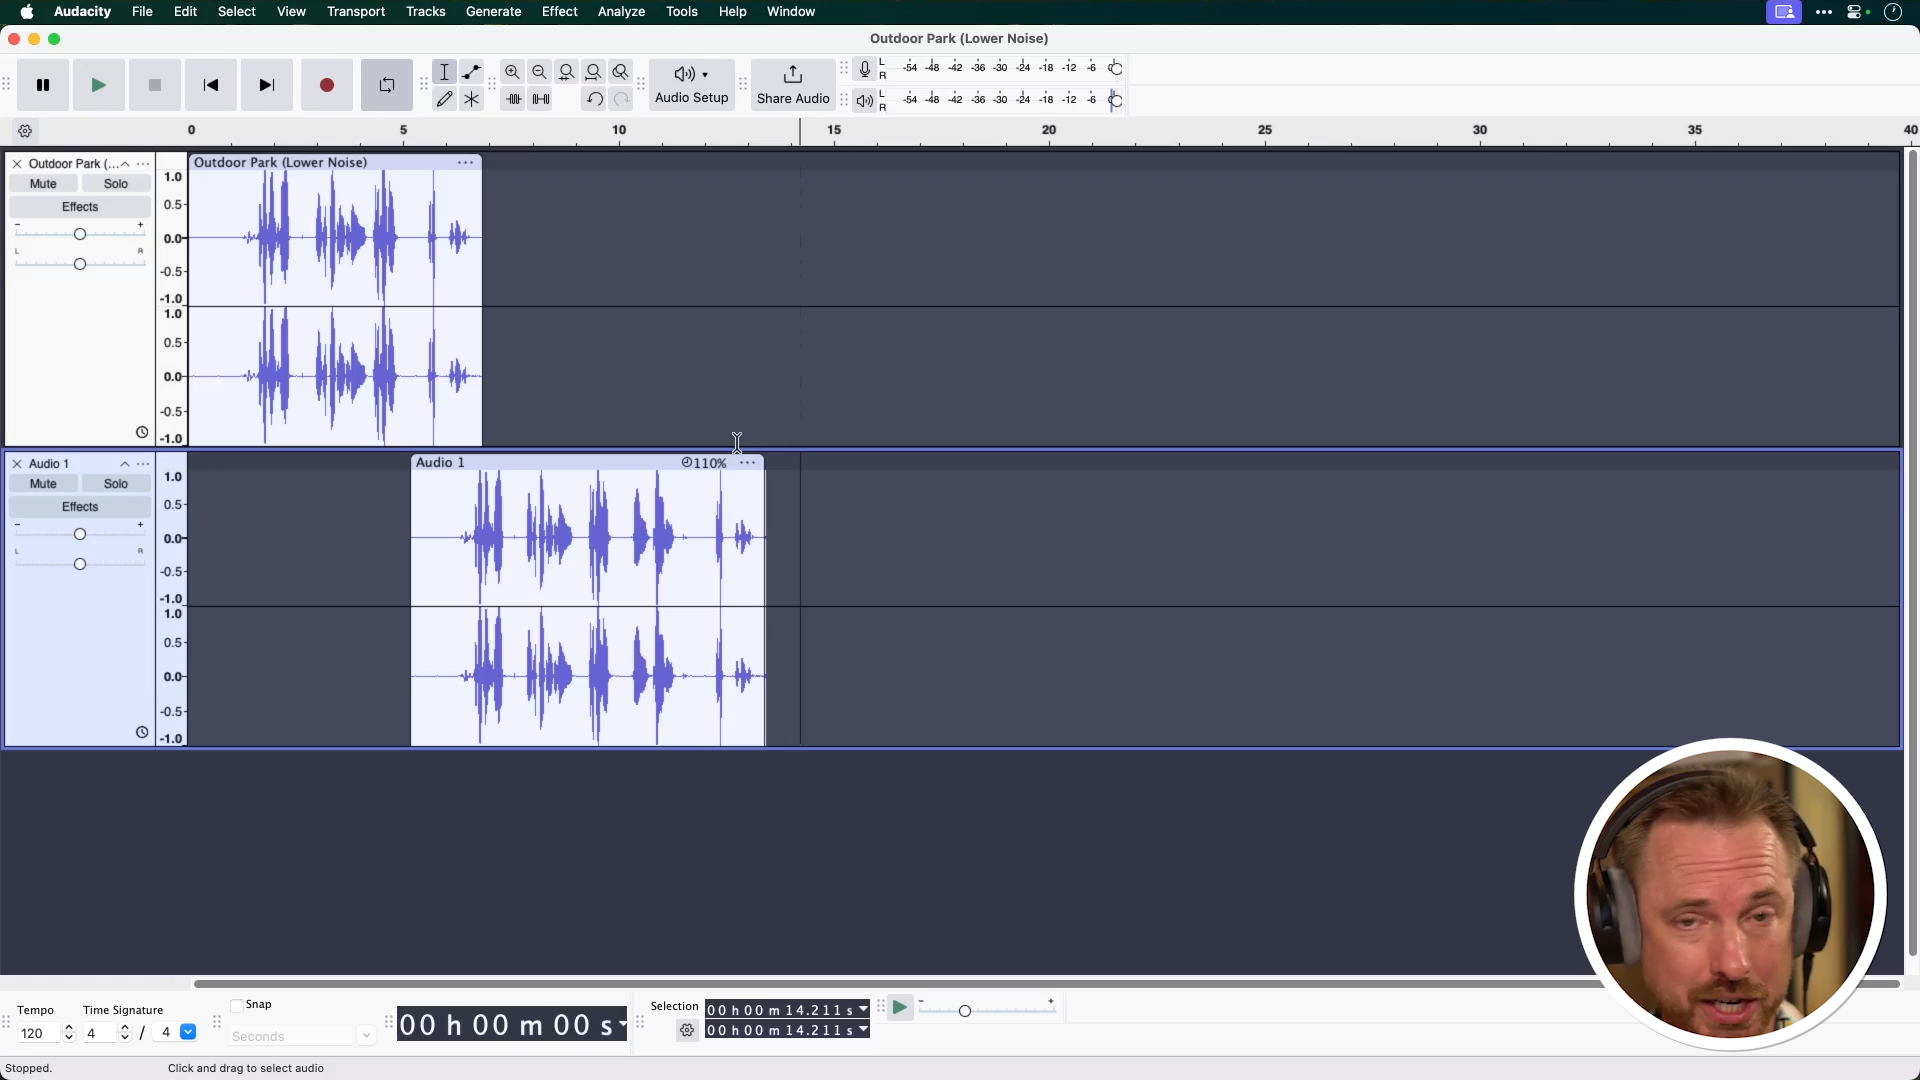 Audacity File Edit Select View Transport Tracks Generate Effect Analyze Tools Help Window
Outdoor Park (Lower Noise)
Audio Setup
Share Audio
L
R
-54 -48 -42 -36 -30 -24 -18 -12 -6
L
R
-54 -48 -42 -36 -30 -24 -18 -12 -6
0 5 10 15 20 25 30 35 40
Outdoor Park (...
Mute Solo
Effects
- +
L R
1.0
0.5
0.0
-0.5
-1.0
1.0
0.5
0.0
-0.5
-1.0
Outdoor Park (Lower Noise) ...
Audio 1
Mute Solo
Effects
- +
L R
1.0
0.5
0.0
-0.5
-1.0
1.0
0.5
0.0
-0.5
-1.0
Audio 1 110% ...
Tempo
120
Time Signature
4 / 4
Snap
Seconds
00 h 00 m 00 s
Selection
00 h 00 m 14.211 s
00 h 00 m 14.211 s
- +
Stopped.
Click and drag to select audio